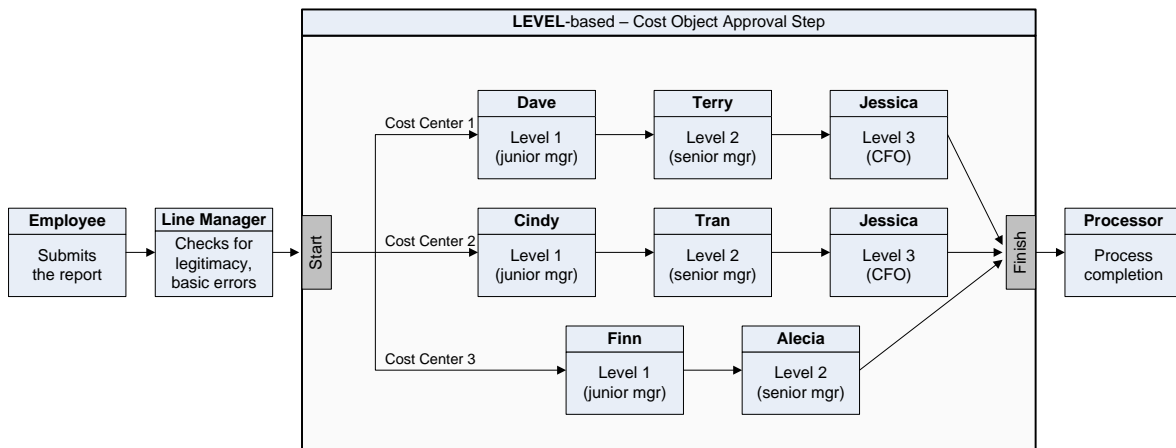 LEVEL-based – Cost Object Approval Step
Employee
Submits
the report
Line Manager
Checks for
legitimacy,
basic errors
Start
Cost Center 1
Dave
Level 1
(junior mgr)
Terry
Level 2
(senior mgr)
Jessica
Level 3
(CFO)
Cost Center 2
Cindy
Level 1
(junior mgr)
Tran
Level 2
(senior mgr)
Jessica
Level 3
(CFO)
Cost Center 3
Finn
Level 1
(junior mgr)
Alecia
Level 2
(senior mgr)
Finish
Processor
Process
completion